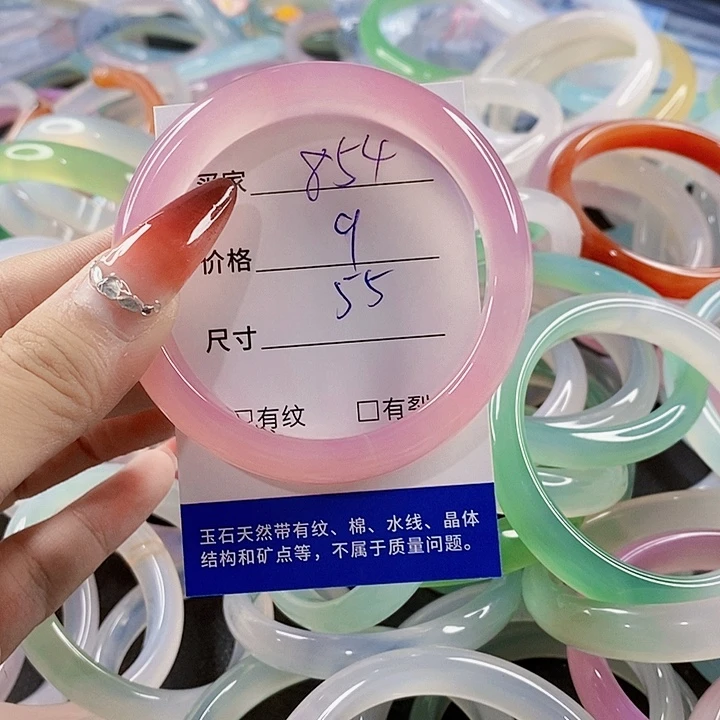 买家 854
价格 9
尺寸 55
□有纹 □有裂
玉石天然带有纹、棉、水线、晶体
结构和矿点等，不属于质量问题。